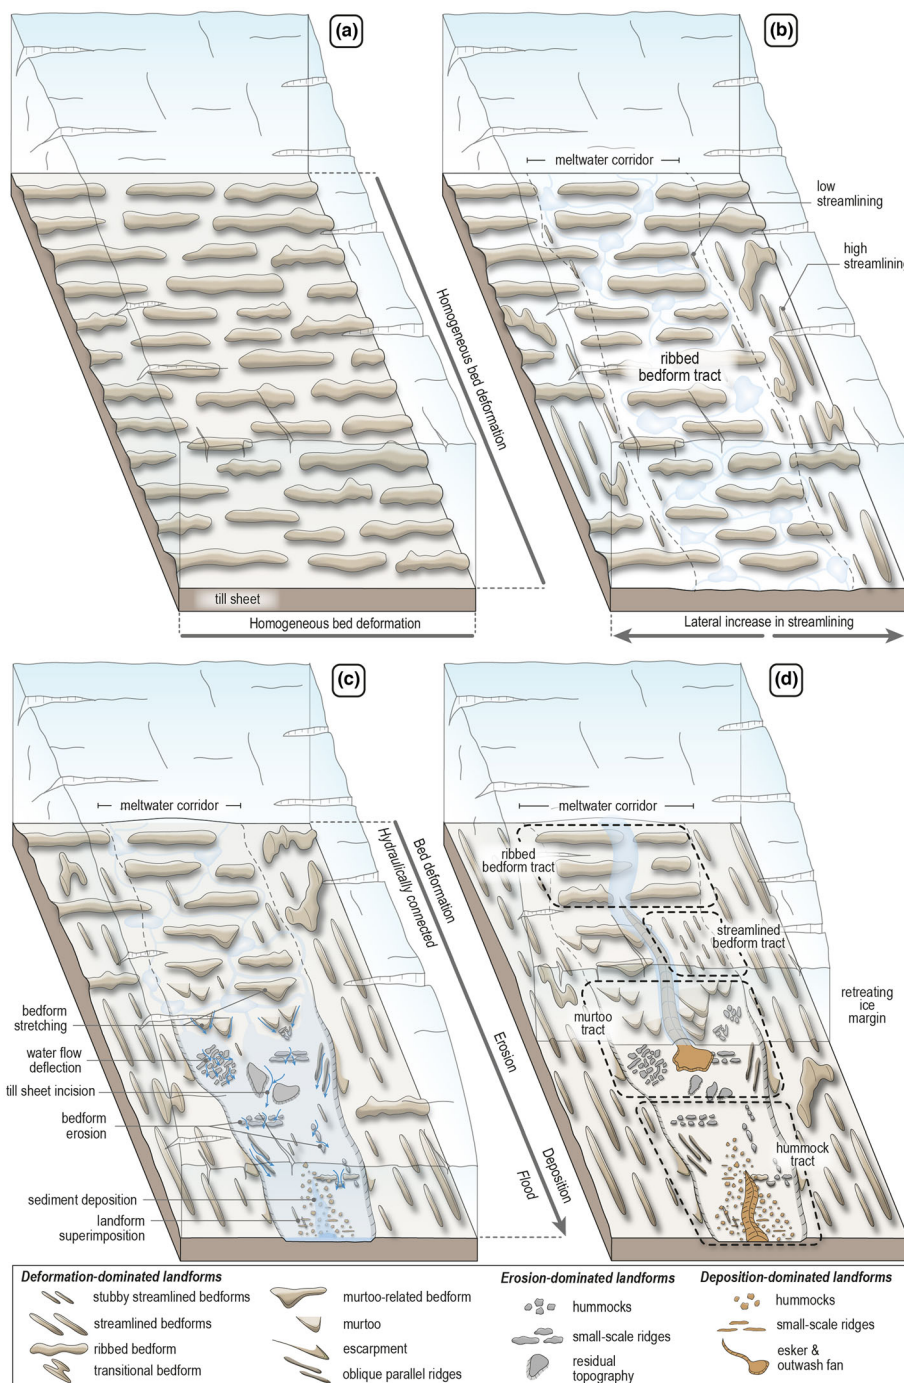 (a)
Homogeneous bed deformation
till sheet
Homogeneous bed deformation
(b)
meltwater corridor
low
streamlining
high
streamlining
ribbed
bedform tract
Lateral increase in streamlining
(c)
meltwater corridor
Bed deformation
Hydraulically connected
Erosion
Deposition
Flood
bedform
stretching
water flow
deflection
till sheet incision
bedform
erosion
sediment deposition
landform
superimposition
(d)
meltwater corridor
ribbed
bedform tract
streamlined
bedform tract
murtoo
tract
retreating
ice
margin
hummock
tract
Deformation-dominated landforms
stubby streamlined bedforms
streamlined bedforms
ribbed bedform
transitional bedform
murtoo-related bedform
murtoo
escarpment
oblique parallel ridges
Erosion-dominated landforms
hummocks
small-scale ridges
residual
topography
Deposition-dominated landforms
hummocks
small-scale ridges
esker &
outwash fan